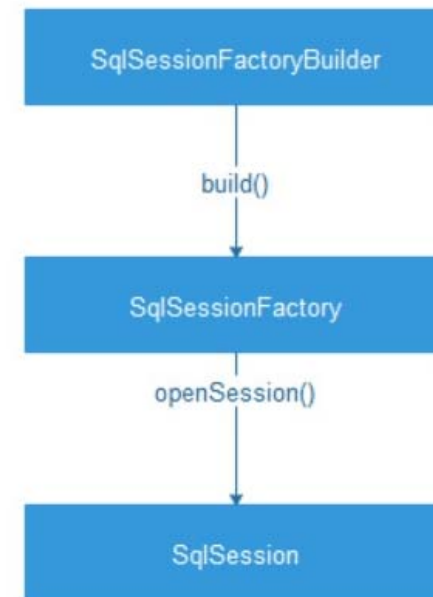 SqlSessionFactoryBuilder
build()
SqlSessionFactory
openSession()
SqlSession